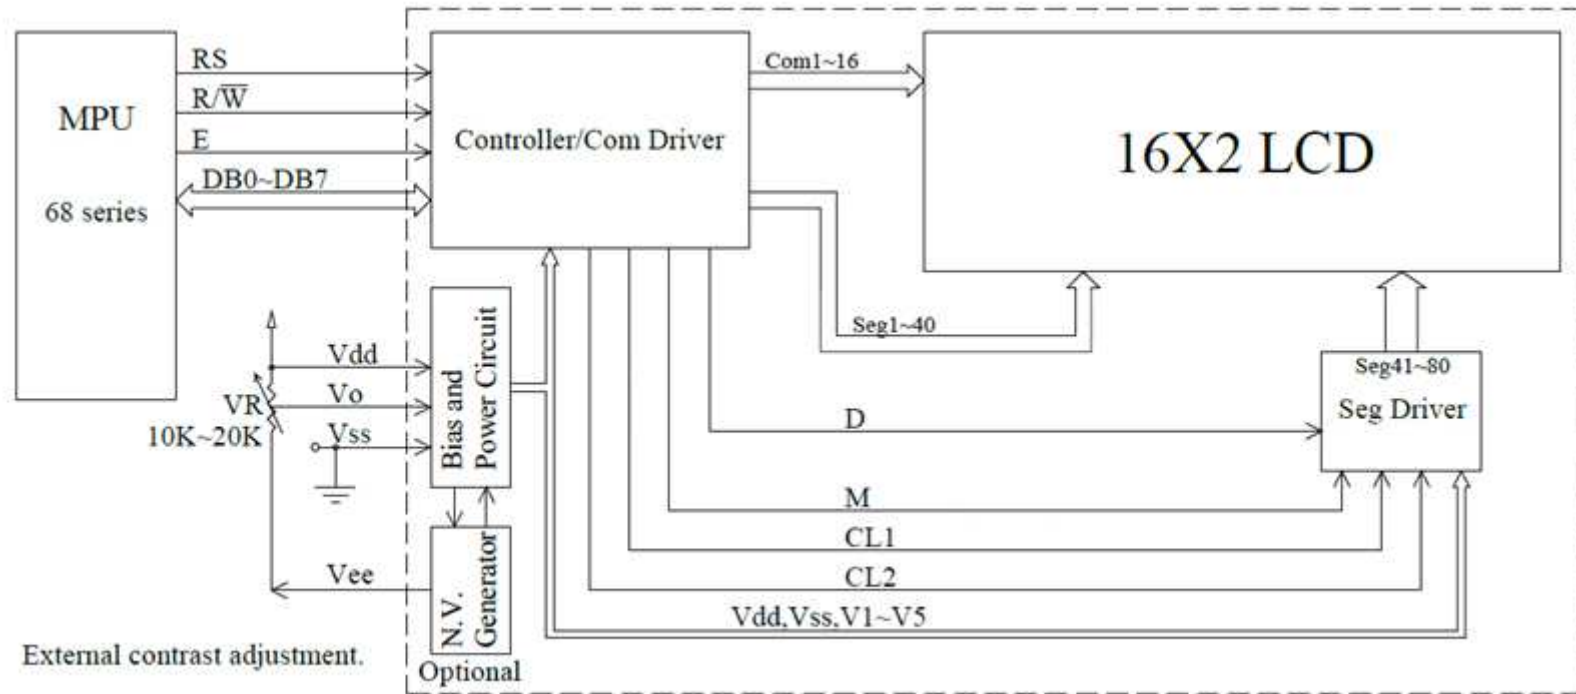 RS
R/W̅
E
DB0~DB7
MPU
68 series
Controller/Com Driver
Com1~16
16X2 LCD
Seg1~40
Seg41~80
Seg Driver
Vdd
Vo
Vss
VR
10K~20K
Vee
Bias and
Power Circuit
N.V.
Generator
Optional
D
M
CL1
CL2
Vdd,Vss,V1~V5
External contrast adjustment.